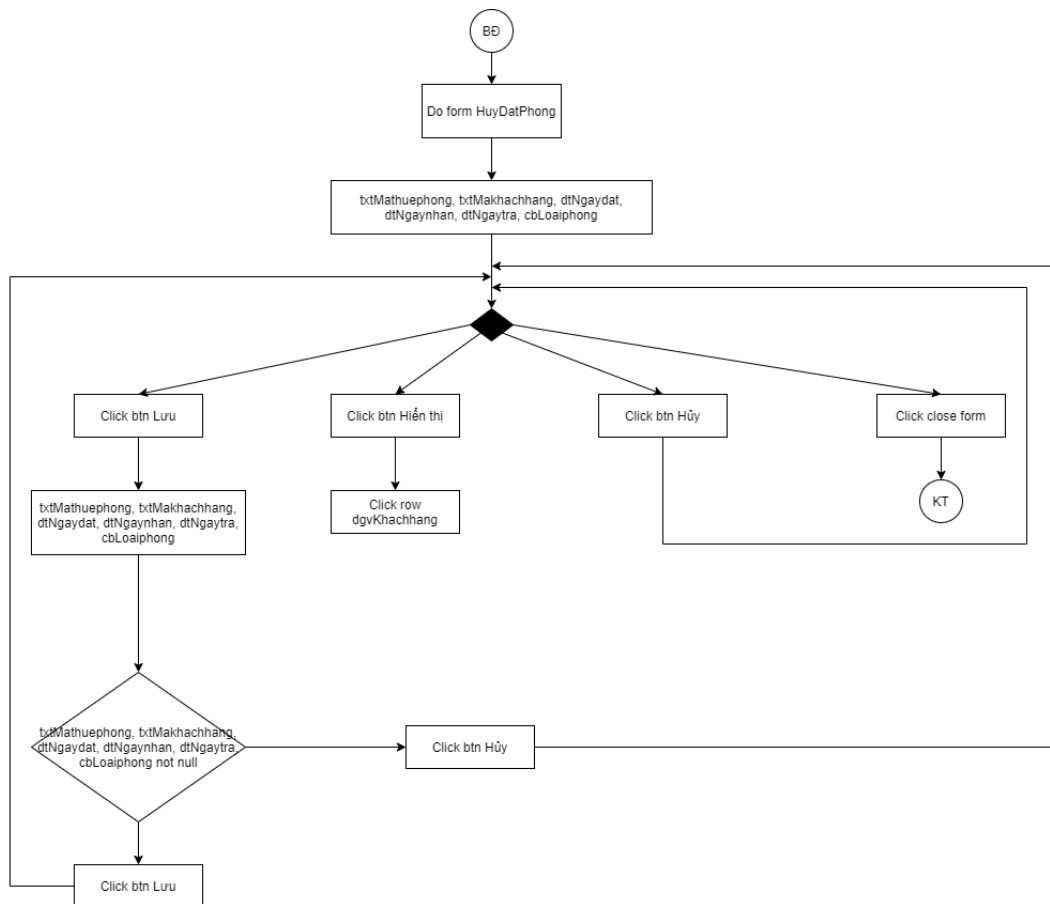 BĐ
Do form HuyDatPhong
txtMathuephong, txtMakhachhang, dtNgaydat,
dtNgaynhan, dtNgaytra, cbLoaiphong
Click btn Lưu
Click btn Hiển thị
Click btn Hủy
Click close form
txtMathuephong, txtMakhachhang,
dtNgaydat, dtNgaynhan, dtNgaytra,
cbLoaiphong
Click row
dgvKhachhang
KT
txtMathuephong, txtMakhachhang,
dtNgaydat, dtNgaynhan, dtNgaytra,
cbLoaiphong not null
Click btn Hủy
Click btn Lưu